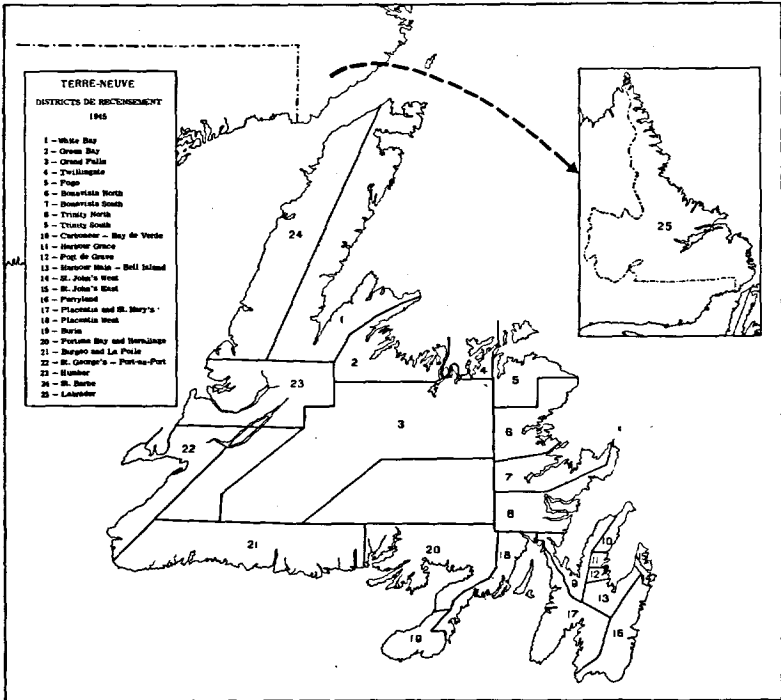 TERRE-NEUVE
DISTRICTS DE RECENSEMENT
1945
1 – White Bay
2 – Green Bay
3 – Grand Falls
4 – Twillingate
5 – Fogo
6 – Bonavista North
7 – Bonavista South
8 – Trinity North
9 – Trinity South
10 – Carbonear – Bay de Verde
11 – Harbour Grace
12 – Port de Grave
13 – Harbour Main – Bell Island
14 – St. John's West
15 – St. John's East
16 – Ferryland
17 – Placentia and St. Mary's
18 – Placentia West
19 – Burin
20 – Fortune Bay and Hermitage
21 – Burgeo and La Poile
22 – St. George's – Port-au-Port
23 – Humber
24 – St. Barbe
25 – Labrador
25
24
1
2
4
5
23
3
6
22
7
8
21
20
18
10
11
12
9
13
17
16
19